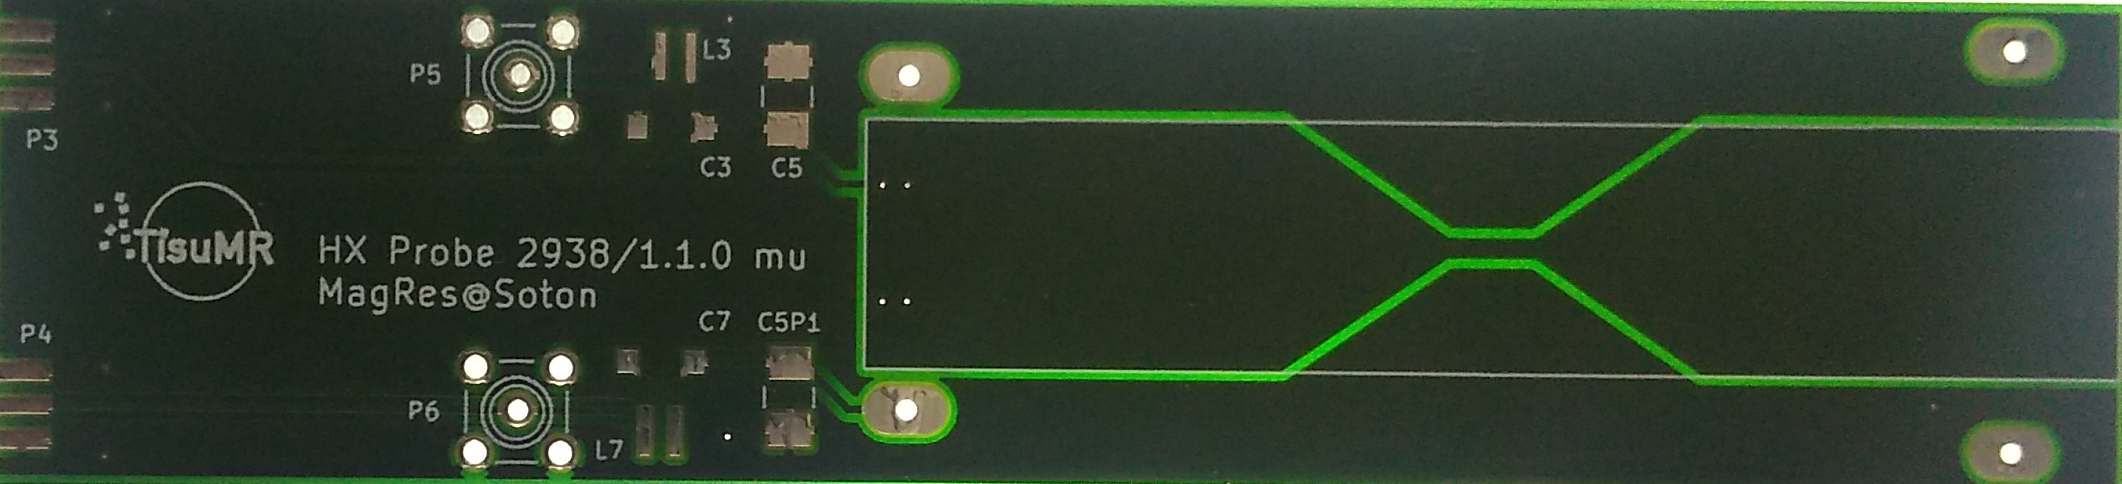 L3
P5
P3
C3 C5
TisuMR
HX Probe 2938/1.1.0 mu
MagRes@Soton
C7 C5P1
P4
P6
L7